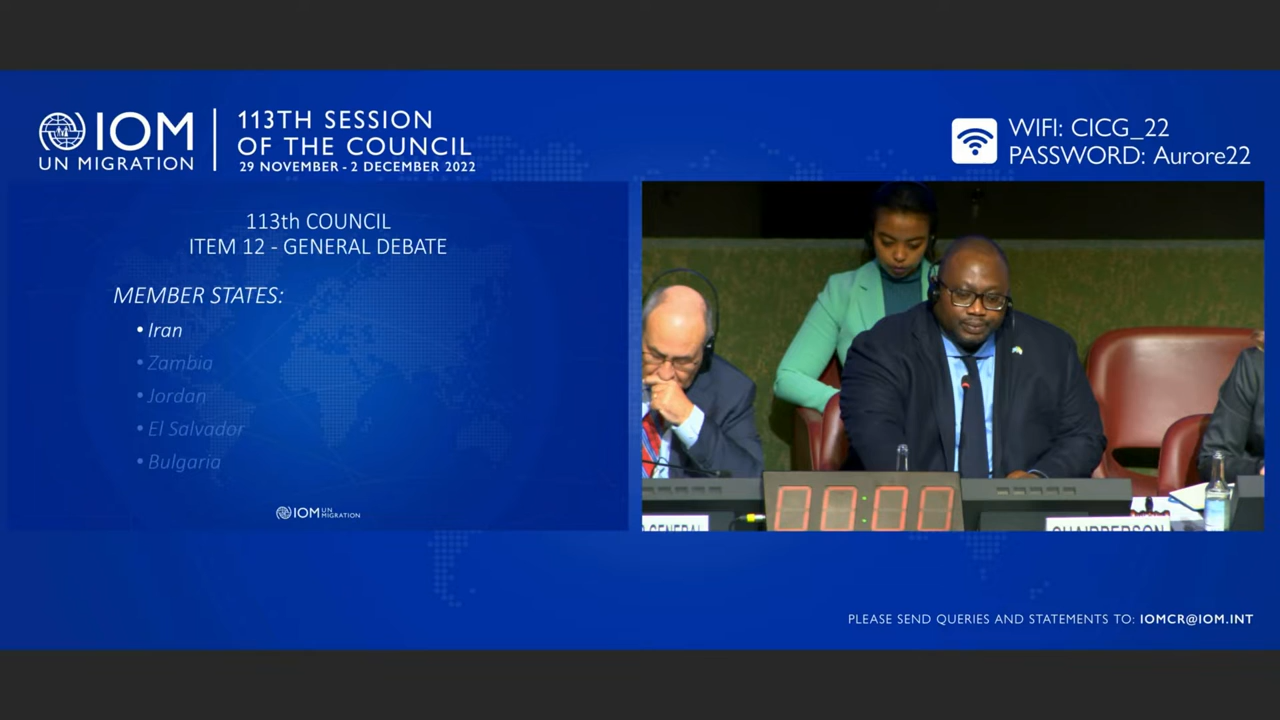 IOM
UN MIGRATION
113TH SESSION
OF THE COUNCIL
29 NOVEMBER - 2 DECEMBER 2022
WIFI: CICG_22
PASSWORD: Aurore22
113th COUNCIL
ITEM 12 - GENERAL DEBATE
MEMBER STATES:
• Iran
• Zambia
• Jordan
• El Salvador
• Bulgaria
IOM UN MIGRATION
00:00
GENERAL
CHAIRPERSON
PLEASE SEND QUERIES AND STATEMENTS TO: IOMCR@IOM.INT